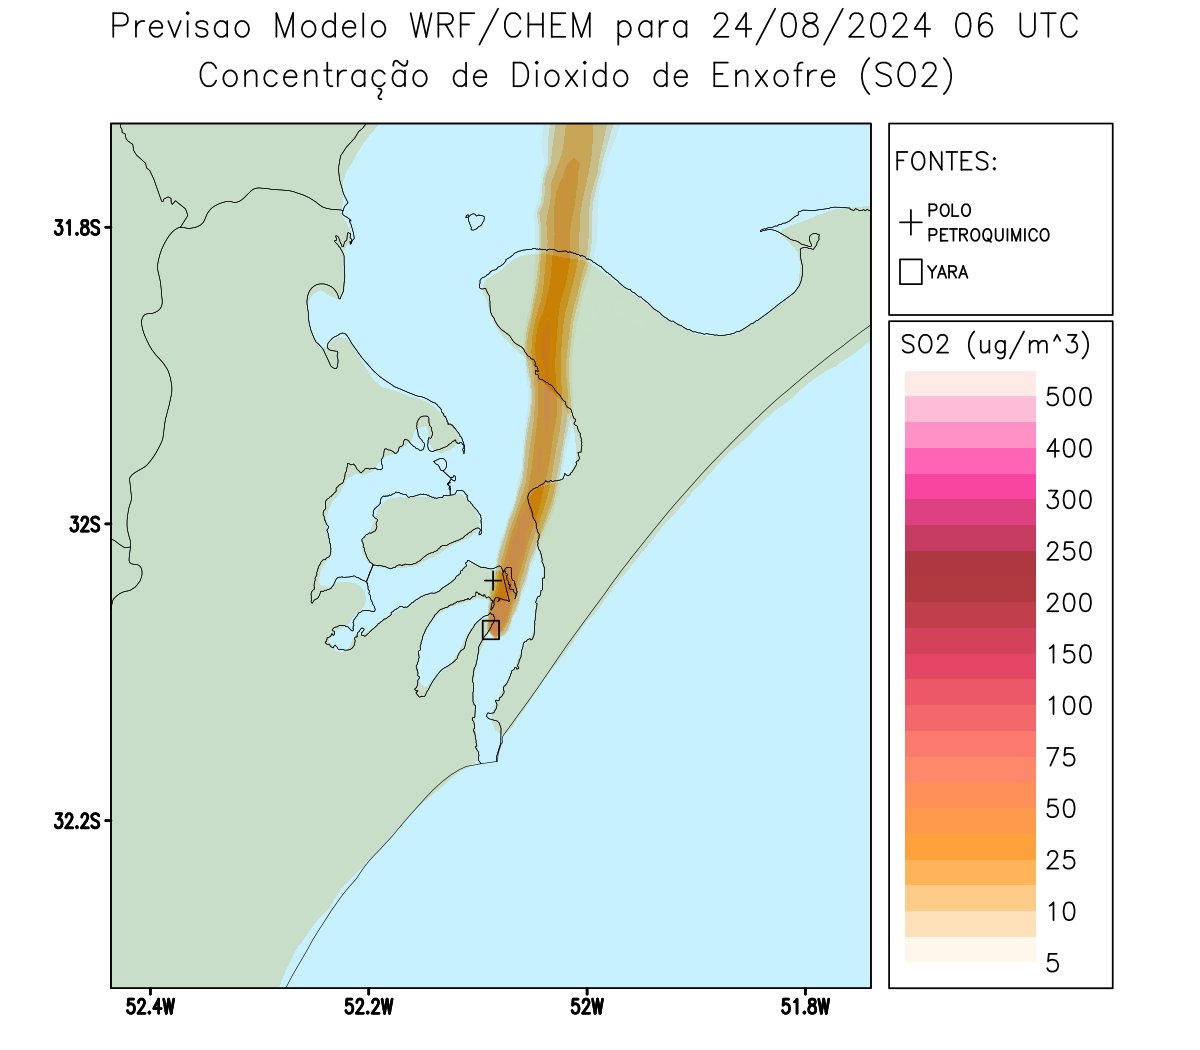 Previsao Modelo WRF/CHEM para 24/08/2024 06 UTC
Concentração de Dioxido de Enxofre (SO2)
FONTES:
POLO
PETROQUIMICO
YARA
31.8S
32S
32.2S
52.4W
52.2W
52W
51.8W
SO2 (ug/m^3)
500
400
300
250
200
150
100
75
50
25
10
5